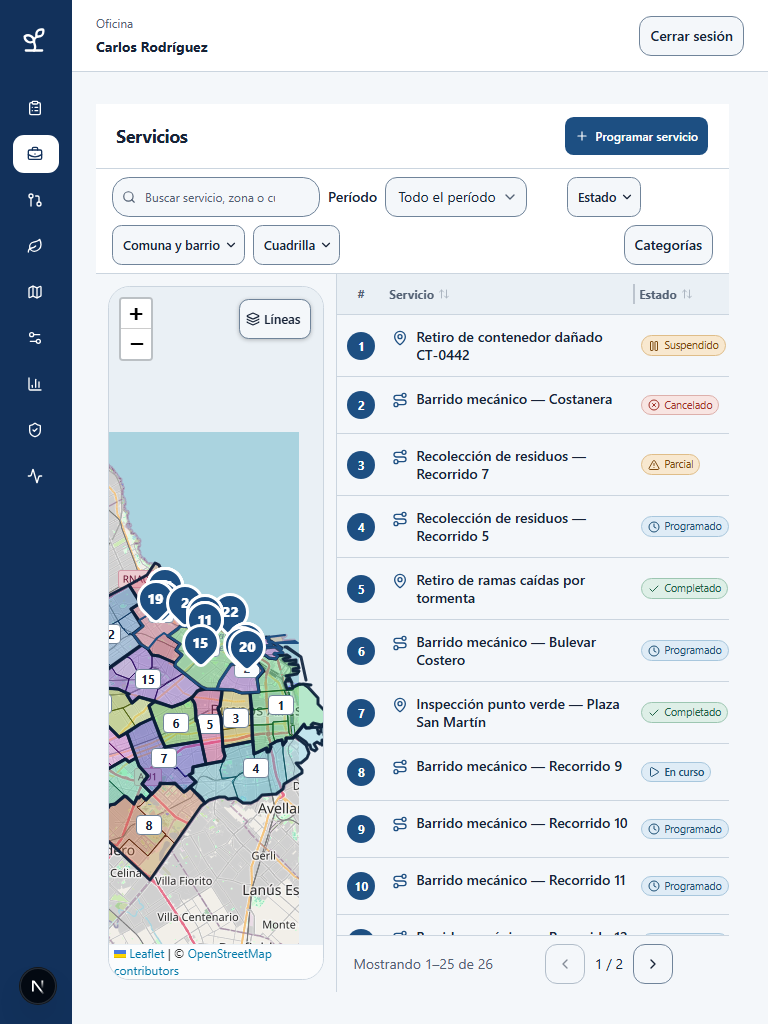 Oficina
Carlos Rodríguez
Cerrar sesión
Servicios
+ Programar servicio
Buscar servicio, zona o cu
Período
Todo el período
Estado
Comuna y barrio
Cuadrilla
Categorías
+
−
Líneas
# Servicio Estado
1 Retiro de contenedor dañado
CT-0442
Suspendido
2 Barrido mecánico — Costanera
Cancelado
3 Recolección de residuos —
Recorrido 7
Parcial
4 Recolección de residuos —
Recorrido 5
Programado
5 Retiro de ramas caídas por
tormenta
Completado
6 Barrido mecánico — Bulevar
Costero
Programado
7 Inspección punto verde — Plaza
San Martín
Completado
8 Barrido mecánico — Recorrido 9
En curso
9 Barrido mecánico — Recorrido 10
Programado
10 Barrido mecánico — Recorrido 11
Programado
19
22
11
15
20
2
15
1
6
5
3
7
4
8
Avella
Gerli
Celina
Villa Fiorito
Lanús Es
Villa Centenario
Monte
Leaflet | © OpenStreetMap
contributors
Mostrando 1–25 de 26
1 / 2
N